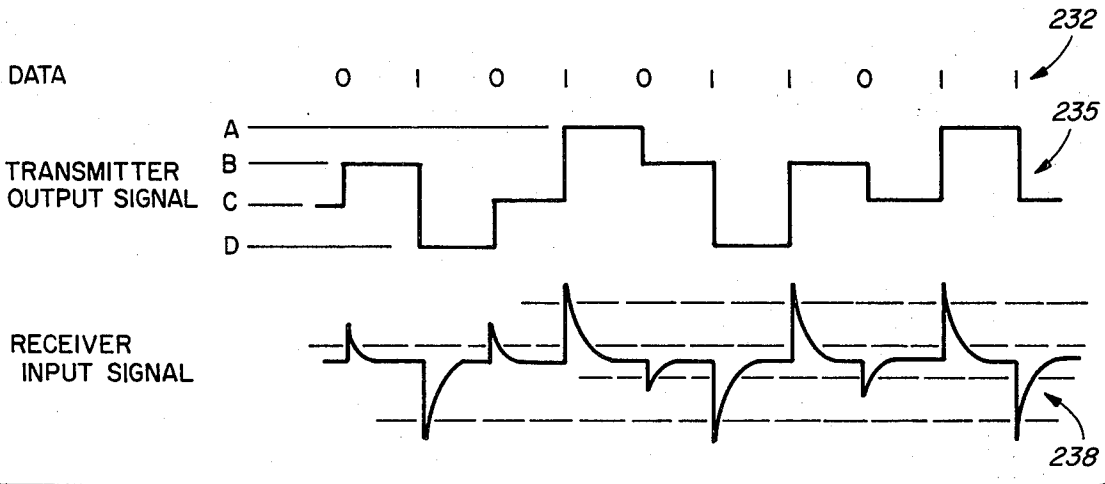 232
DATA 0 1 0 1 0 1 1 0 1 1
235
A
B
TRANSMITTER
OUTPUT SIGNAL
C
D
RECEIVER
INPUT SIGNAL
238